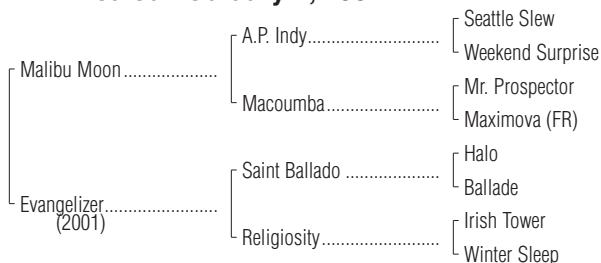 Seattle Slew
A.P. Indy
Weekend Surprise
Malibu Moon
Mr. Prospector
Macoumba
Maximova (FR)
Halo
Saint Ballado
Ballade
Evangelizer
(2001)
Irish Tower
Religiosity
Winter Sleep